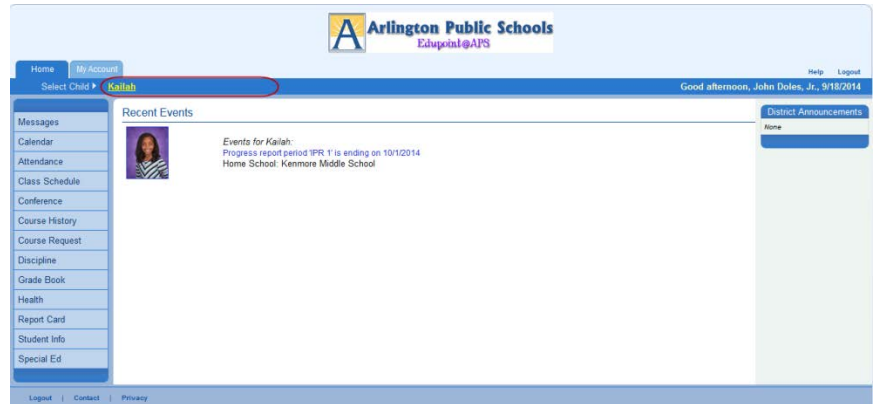 Arlington Public Schools
Edupoint@APS
Home My Account
Help Logout
Select Child Kailah
Good afternoon, John Doles, Jr., 9/18/2014
Messages
Calendar
Attendance
Class Schedule
Conference
Course History
Course Request
Discipline
Grade Book
Health
Report Card
Student Info
Special Ed
Recent Events
Events for Kailah:
Progress report period 'IPR 1' is ending on 10/1/2014
Home School: Kenmore Middle School
District Announcements
None
Logout | Contact | Privacy